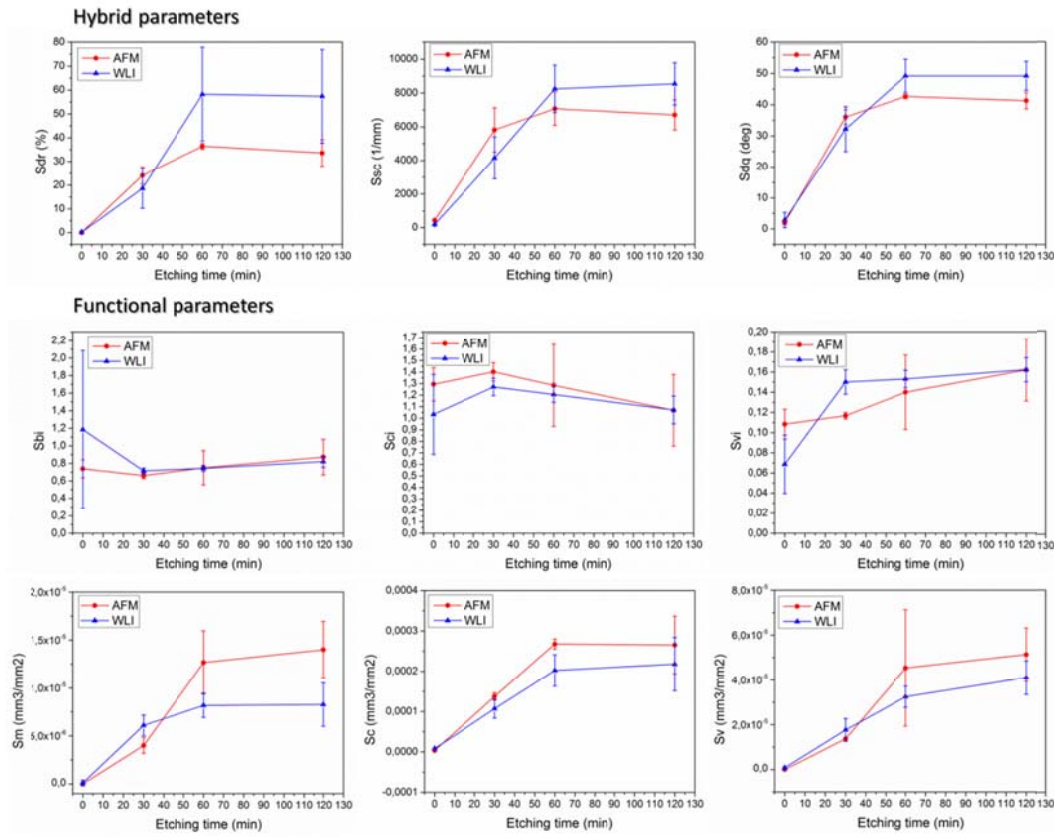 Hybrid parameters
AFM
WLI
Sdr (%)
80
70
60
50
40
30
20
10
0
0 10 20 30 40 50 60 70 80 90 100 110 120 130
Etching time (min)
AFM
WLI
Ssc (1/mm)
10000
8000
6000
4000
2000
0
0 10 20 30 40 50 60 70 80 90 100 110 120 130
Etching time (min)
AFM
WLI
Sdq (deg)
60
50
40
30
20
10
0
0 10 20 30 40 50 60 70 80 90 100 110 120 130
Etching time (min)
Functional parameters
AFM
WLI
Sbi
2,2
2,0
1,8
1,6
1,4
1,2
1,0
0,8
0,6
0,4
0,2
0,0
0 10 20 30 40 50 60 70 80 90 100 110 120 130
Etching time (min)
AFM
WLI
Sci
1,7
1,6
1,5
1,4
1,3
1,2
1,1
1,0
0,9
0,8
0,7
0,6
0,5
0,4
0,3
0,2
0,1
0,0
0 10 20 30 40 50 60 70 80 90 100 110 120 130
Etching time (min)
AFM
WLI
Svi
0,20
0,18
0,16
0,14
0,12
0,10
0,08
0,06
0,04
0,02
0,00
0 10 20 30 40 50 60 70 80 90 100 110 120 130
Etching time (min)
AFM
WLI
Sm (mm3/mm2)
0,0
0 10 20 30 40 50 60 70 80 90 100 110 120 130
Etching time (min)
AFM
WLI
Sc (mm3/mm2)
0,0004
0,0003
0,0002
0,0001
0,0000
-0,0001
0 10 20 30 40 50 60 70 80 90 100 110 120 130
Etching time (min)
AFM
WLI
Sv (mm3/mm2)
0,0
0 10 20 30 40 50 60 70 80 90 100 110 120 130
Etching time (min)